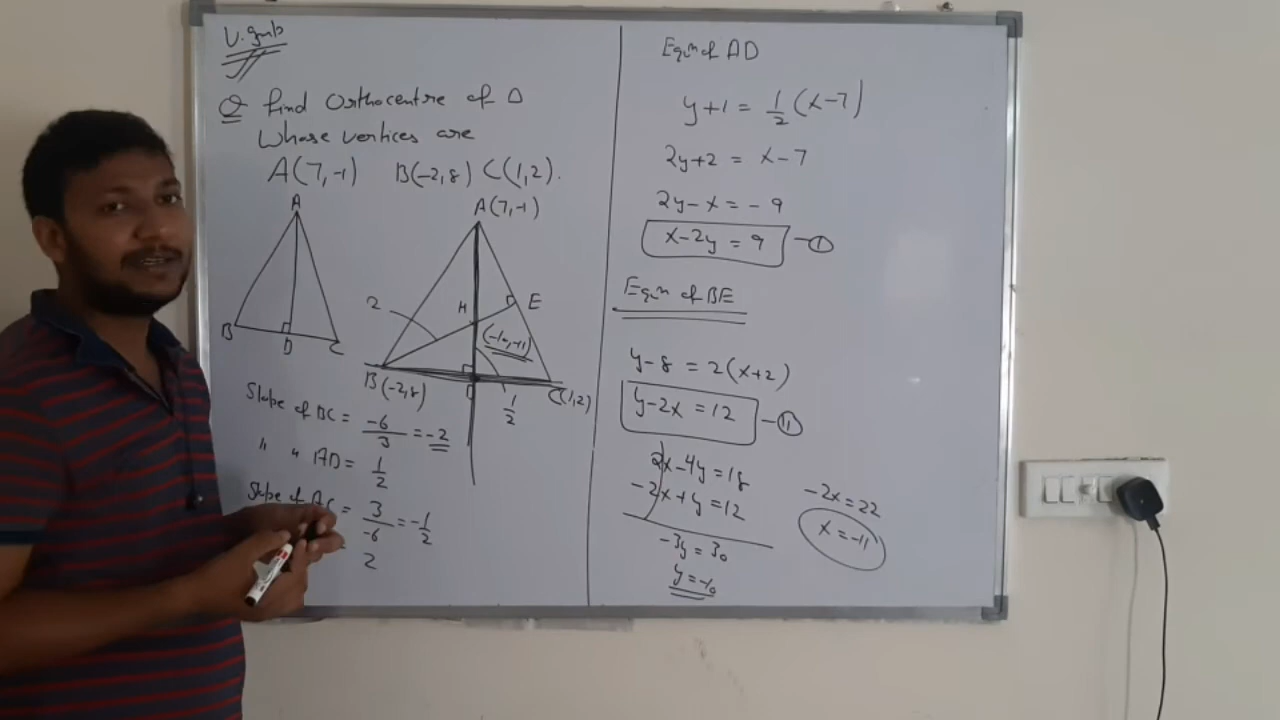 V. Gmb
Q Find Orthocentre of Δ
Whose vertices are
A(7,-1) B(-2,8) C(1,2).
A
B
D
C
A(7,-1)
2
H
E
(-10,-11)
B(-2,8)
D
1/2
C(1,2)
Slope of BC = -6/3 = -2
" " AD = 1/2
Slope of AC = 3/-6 = -1/2
= 2
Eqn of AD
y+1 = 1/2 (x-7)
2y+2 = x-7
2y-x = -9
x-2y = 9 -①
Eqn of BE
y-8 = 2(x+2)
y-2x = 12 -⑪
2x-4y = 18
-2x+y = 12
-3y = 30
y = -10
-2x = 22
x = -11